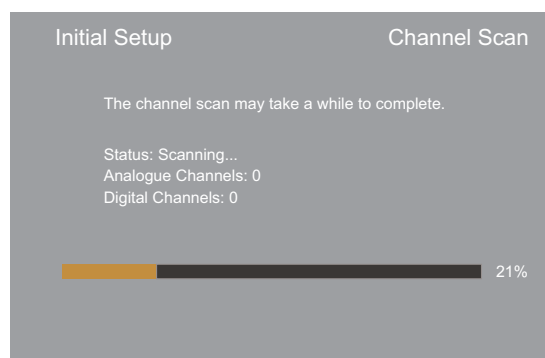 Initial Setup
Channel Scan
The channel scan may take a while to complete.
Status: Scanning...
Analogue Channels: 0
Digital Channels: 0
21%